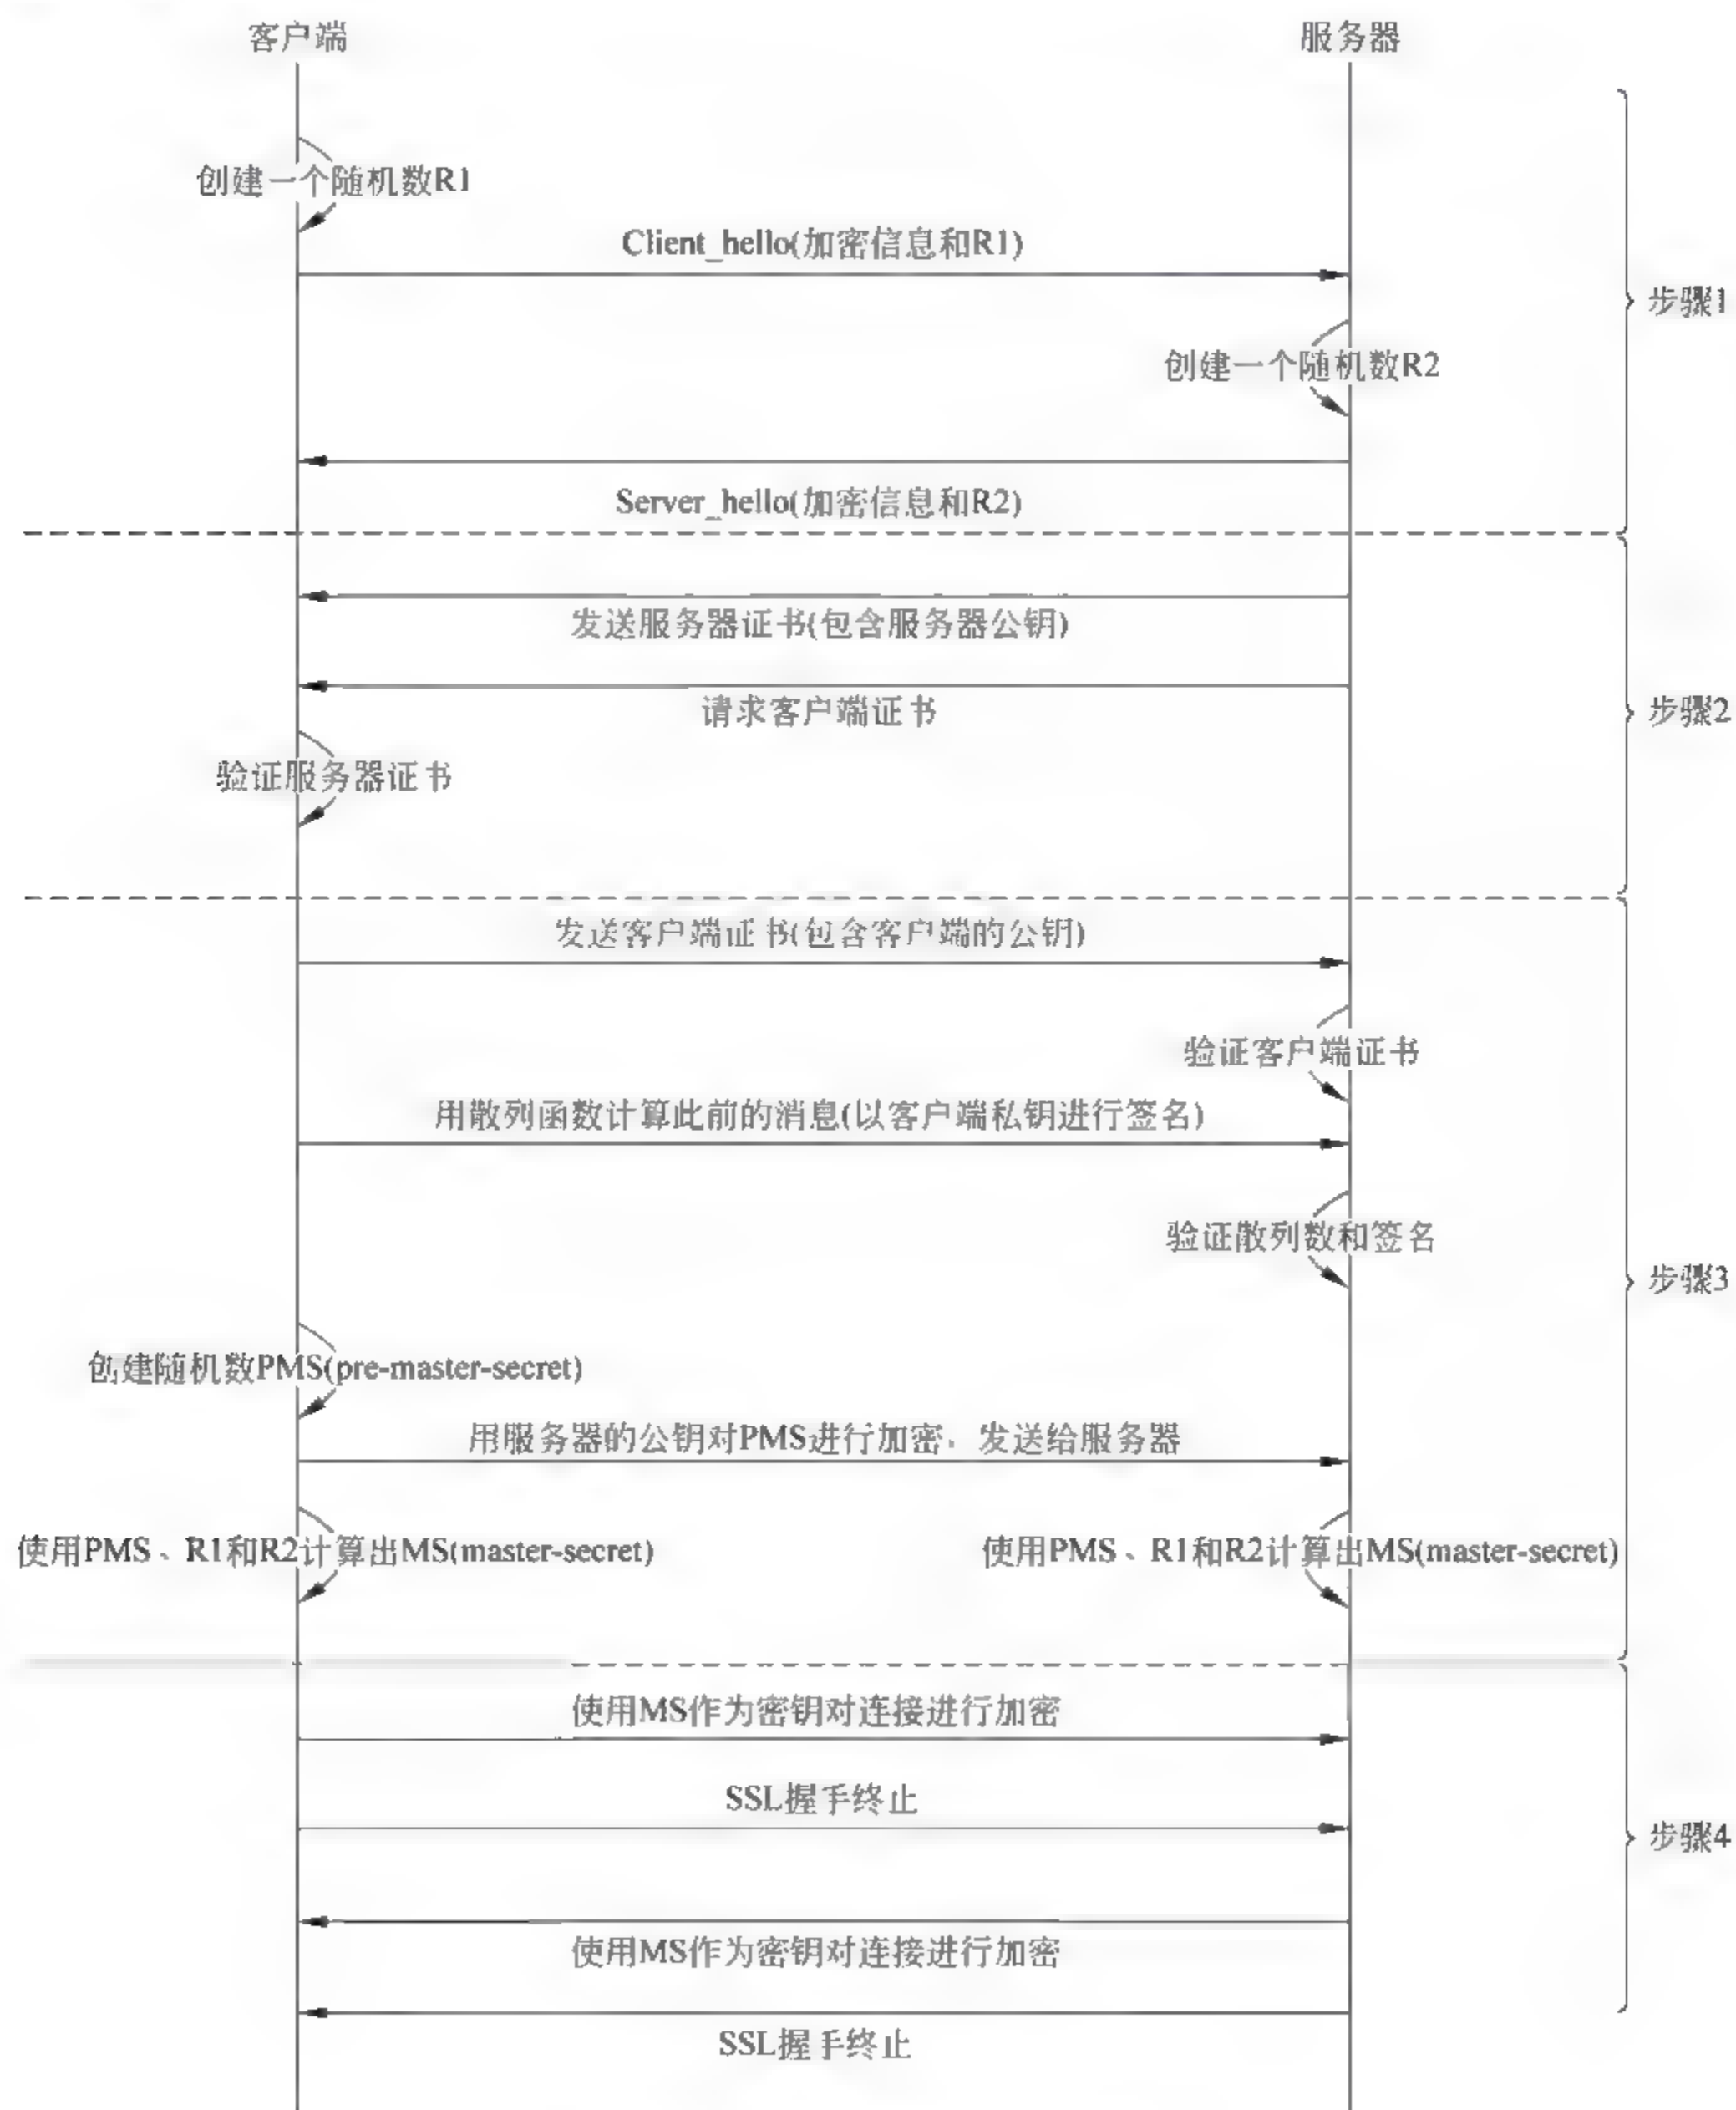 客户端
服务器
创建一个随机数R1
Client_hello(加密信息和R1)
步骤1
创建一个随机数R2
Server_hello(加密信息和R2)
发送服务器证书(包含服务器公钥)
请求客户端证书
步骤2
验证服务器证书
发送客户端证书(包含客户端的公钥)
验证客户端证书
用散列函数计算此前的消息(以客户端私钥进行签名)
验证散列数和签名
步骤3
创建随机数PMS(pre-master-secret)
用服务器的公钥对PMS进行加密，发送给服务器
使用PMS、R1和R2计算出MS(master-secret)
使用PMS、R1和R2计算出MS(master-secret)
使用MS作为密钥对连接进行加密
SSL握手终止
步骤4
使用MS作为密钥对连接进行加密
SSL握手终止